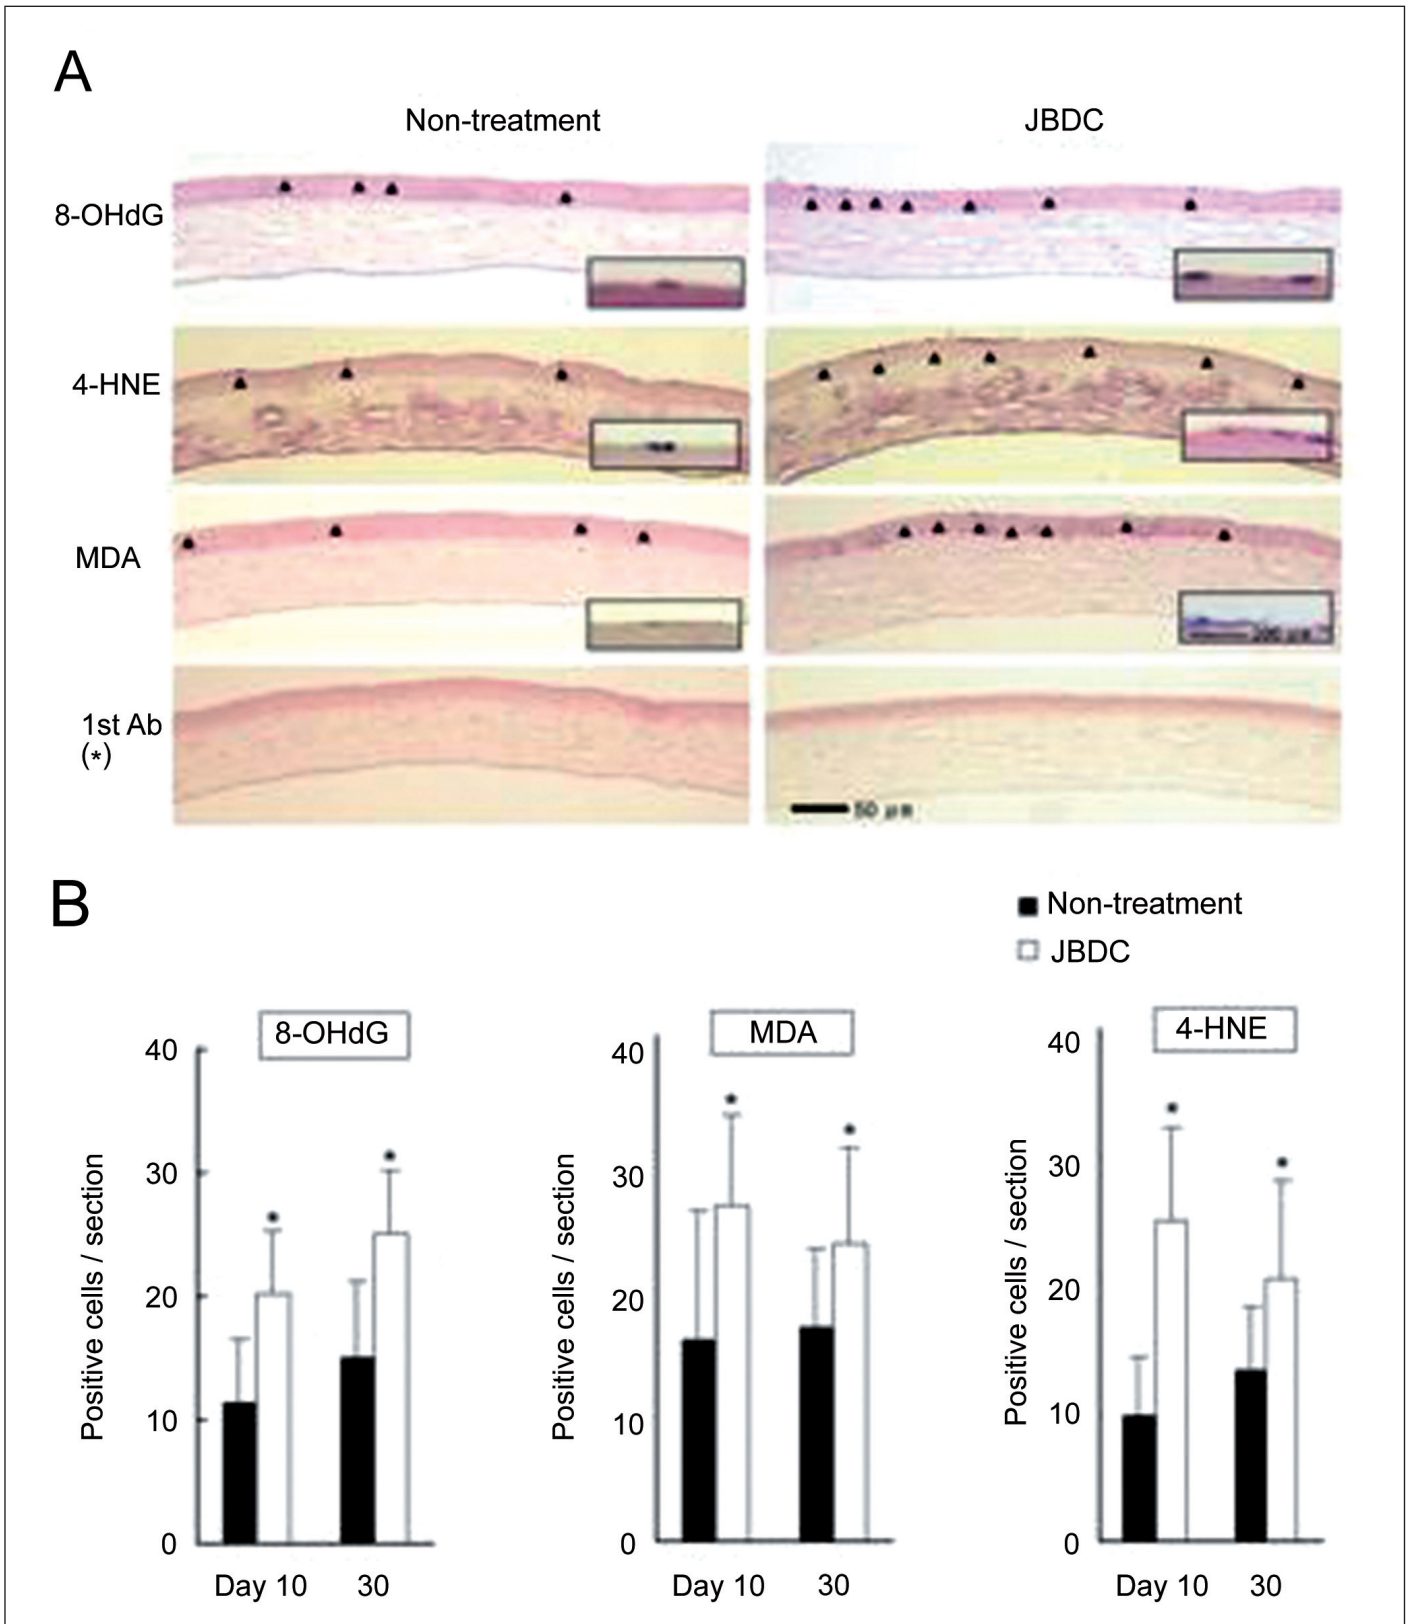 A
Non-treatment
JBDC
8-OHdG
4-HNE
MDA
1st Ab
(*)
50 μm
B
Non-treatment
JBDC
8-OHdG
40
30
20
10
0
Positive cells / section
Day 10
30
*
*
MDA
40
30
20
10
0
Positive cells / section
Day 10
30
*
*
4-HNE
40
30
20
10
0
Positive cells / section
Day 10
30
*
*